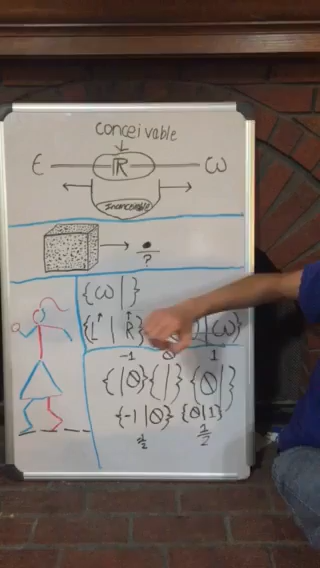 conceivable
ε ℝ ω
Inconceivable
?
{ω| }
{L | R} | ω}
-1 0 1
{ |0} { | } {0| }
{-1|0} {0|1}
-1/2 1/2